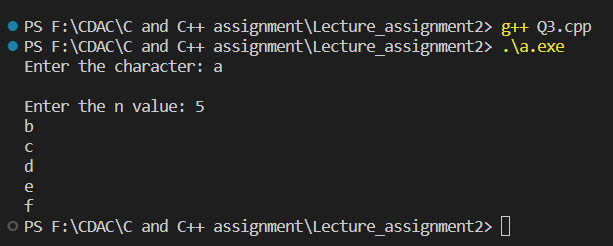 PS F:\CDAC\C and C++ assignment\Lecture_assignment2> g++ Q3.cpp
PS F:\CDAC\C and C++ assignment\Lecture_assignment2> .\a.exe
Enter the character: a
Enter the n value: 5
b
c
d
e
f
PS F:\CDAC\C and C++ assignment\Lecture_assignment2>